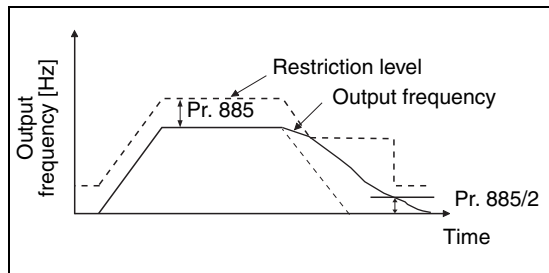 Restriction level
Output frequency
Pr. 885
Output
frequency [Hz]
Pr. 885/2
Time